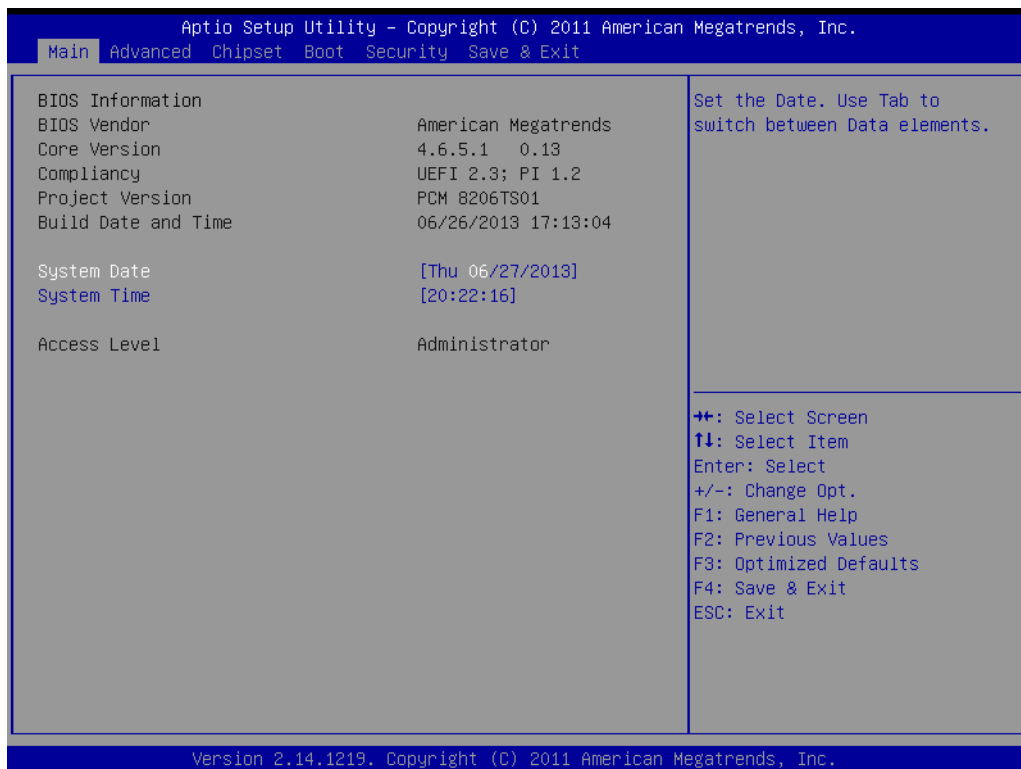 Aptio Setup Utility – Copyright (C) 2011 American Megatrends, Inc.
Main Advanced Chipset Boot Security Save & Exit
BIOS Information
BIOS Vendor American Megatrends
Core Version 4.6.5.1 0.13
Compliancy UEFI 2.3; PI 1.2
Project Version PCM 8206TS01
Build Date and Time 06/26/2013 17:13:04
System Date [Thu 06/27/2013]
System Time [20:22:16]
Access Level Administrator
Set the Date. Use Tab to
switch between Data elements.
→←: Select Screen
↑↓: Select Item
Enter: Select
+/-: Change Opt.
F1: General Help
F2: Previous Values
F3: Optimized Defaults
F4: Save & Exit
ESC: Exit
Version 2.14.1219. Copyright (C) 2011 American Megatrends, Inc.